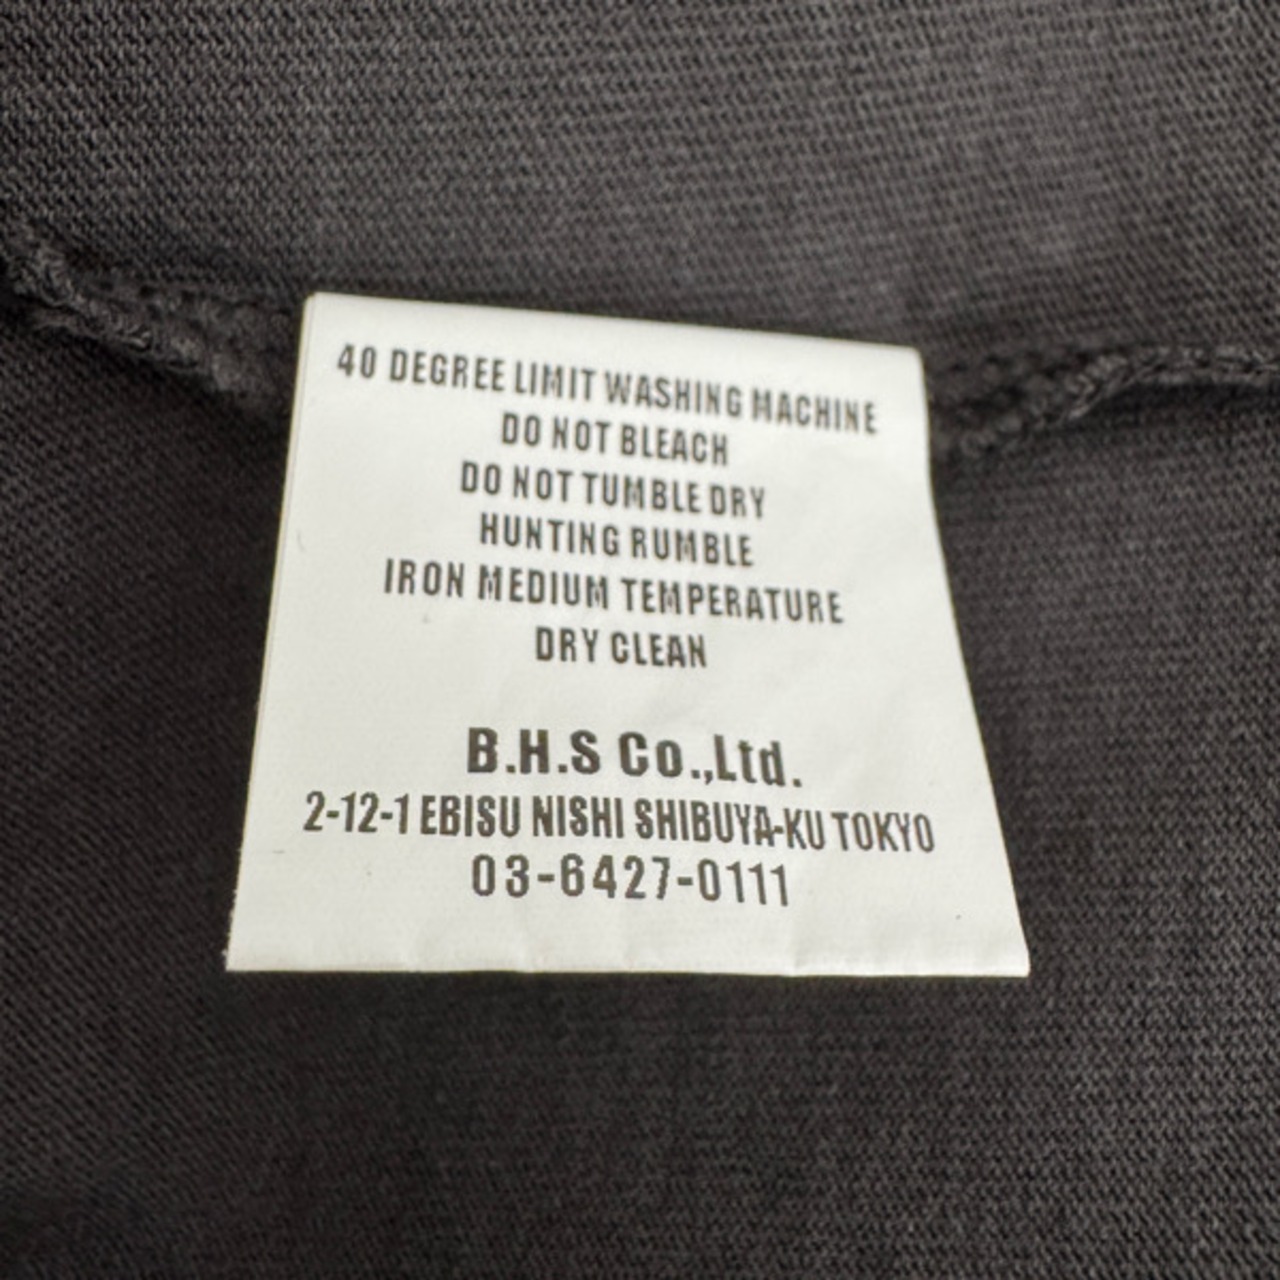 40 DEGREE LIMIT WASHING MACHINE
DO NOT BLEACH
DO NOT TUMBLE DRY
HUNTING RUMBLE
IRON MEDIUM TEMPERATURE
DRY CLEAN
B.H.S Co.,Ltd.
2-12-1 EBISU NISHI SHIBUYA-KU TOKYO
03-6427-0111